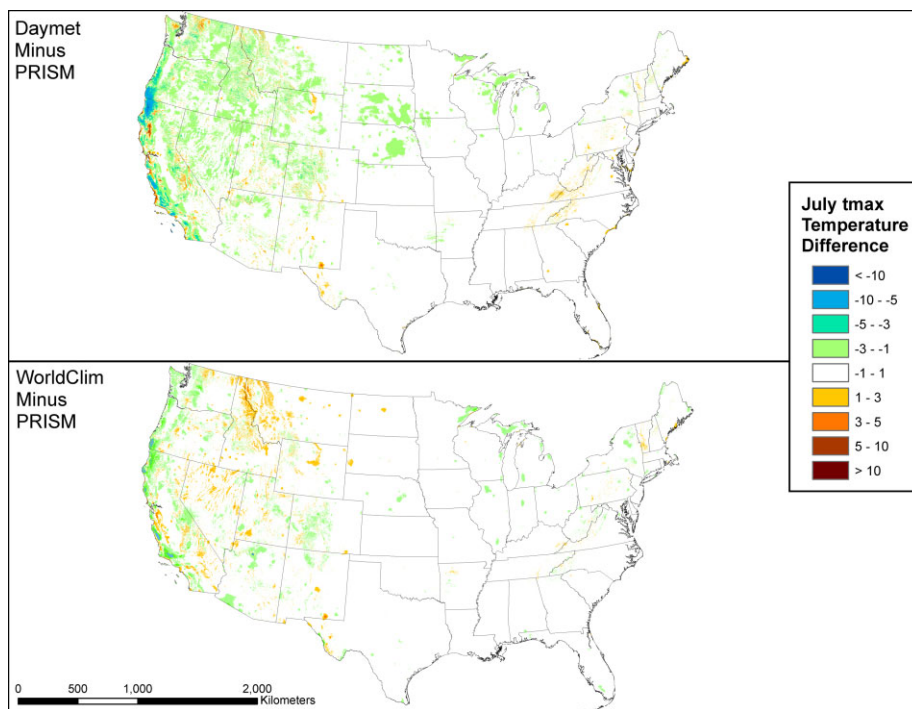 Daymet
Minus
PRISM
July tmax
Temperature
Difference
< -10
-10 - -5
-5 - -3
-3 - -1
-1 - 1
1 - 3
3 - 5
5 - 10
> 10
WorldClim
Minus
PRISM
0 500 1,000 2,000
Kilometers